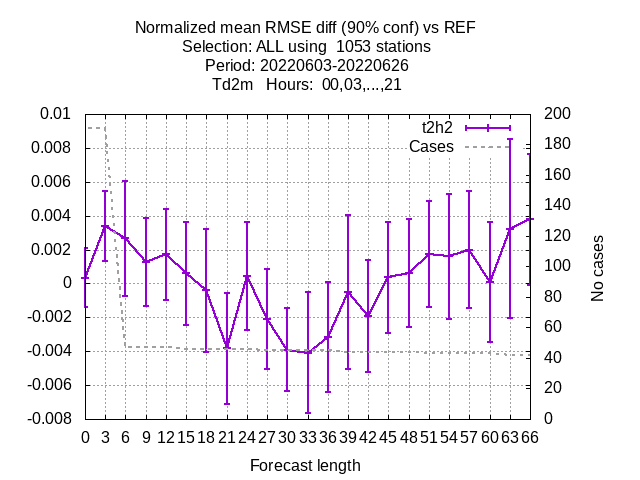 Normalized mean RMSE diff (90% conf) vs REF
Selection: ALL using  1053 stations
Period: 20220603-20220626
Td2m   Hours:  00,03,...,21
0.01
0.008
0.006
0.004
0.002
0
-0.002
-0.004
-0.006
-0.008
t2h2
Cases
200
180
160
140
120
100
80
60
40
20
0
No cases
0 3 6 9 12 15 18 21 24 27 30 33 36 39 42 45 48 51 54 57 60 63 66
Forecast length